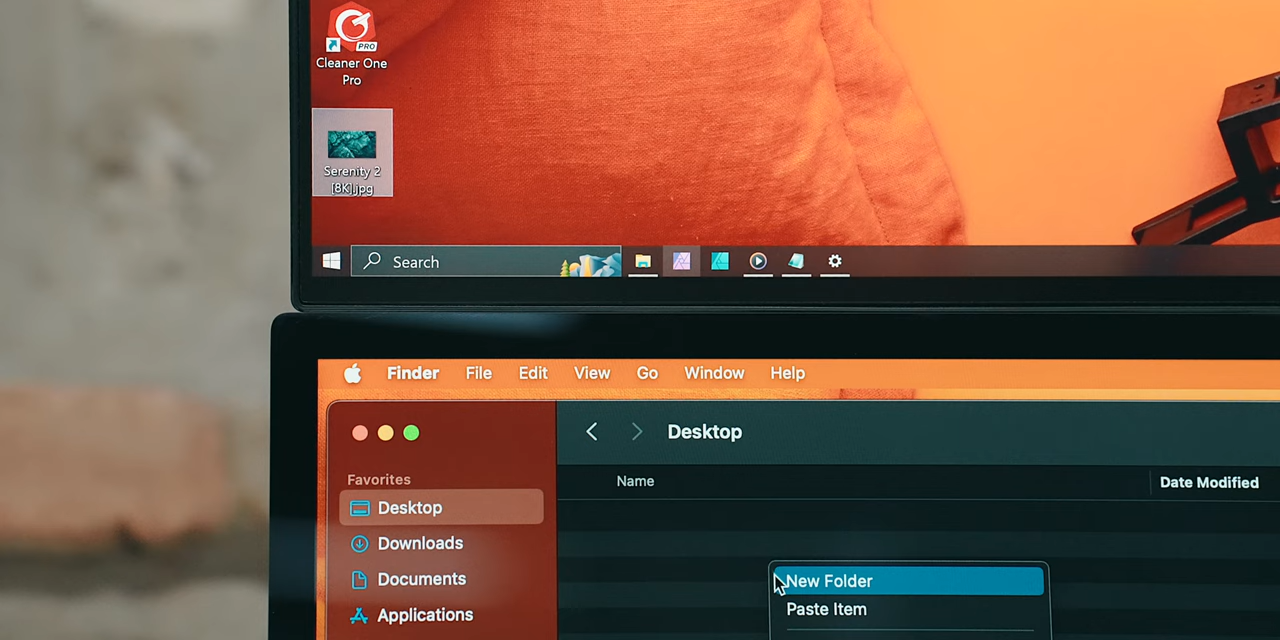 PRO
Cleaner One
Pro
Serenity 2
[8K].jpg
Search
Finder File Edit View Go Window Help
Desktop
Favorites
Name Date Modified
Desktop
Downloads
Documents
Applications
New Folder
Paste Item